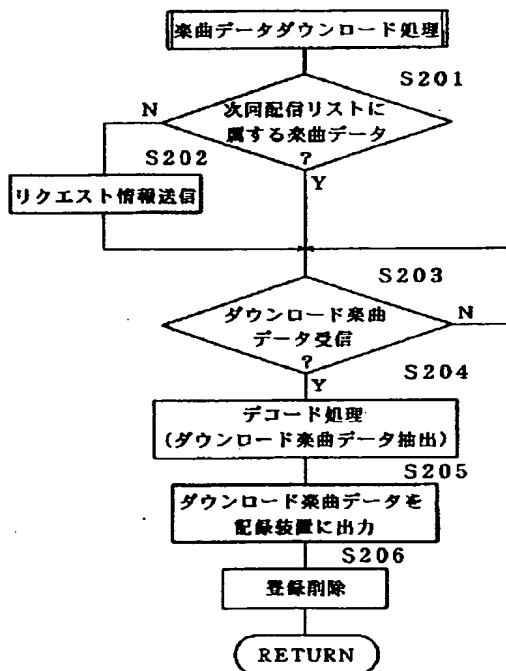 楽曲データダウンロード処理
S201
次回配信リストに
属する楽曲データ
?
N
Y
S202
リクエスト情報送信
S203
ダウンロード楽曲
データ受信
?
N
Y
S204
デコード処理
(ダウンロード楽曲データ抽出)
S205
ダウンロード楽曲データを
記録装置に出力
S206
登録削除
RETURN